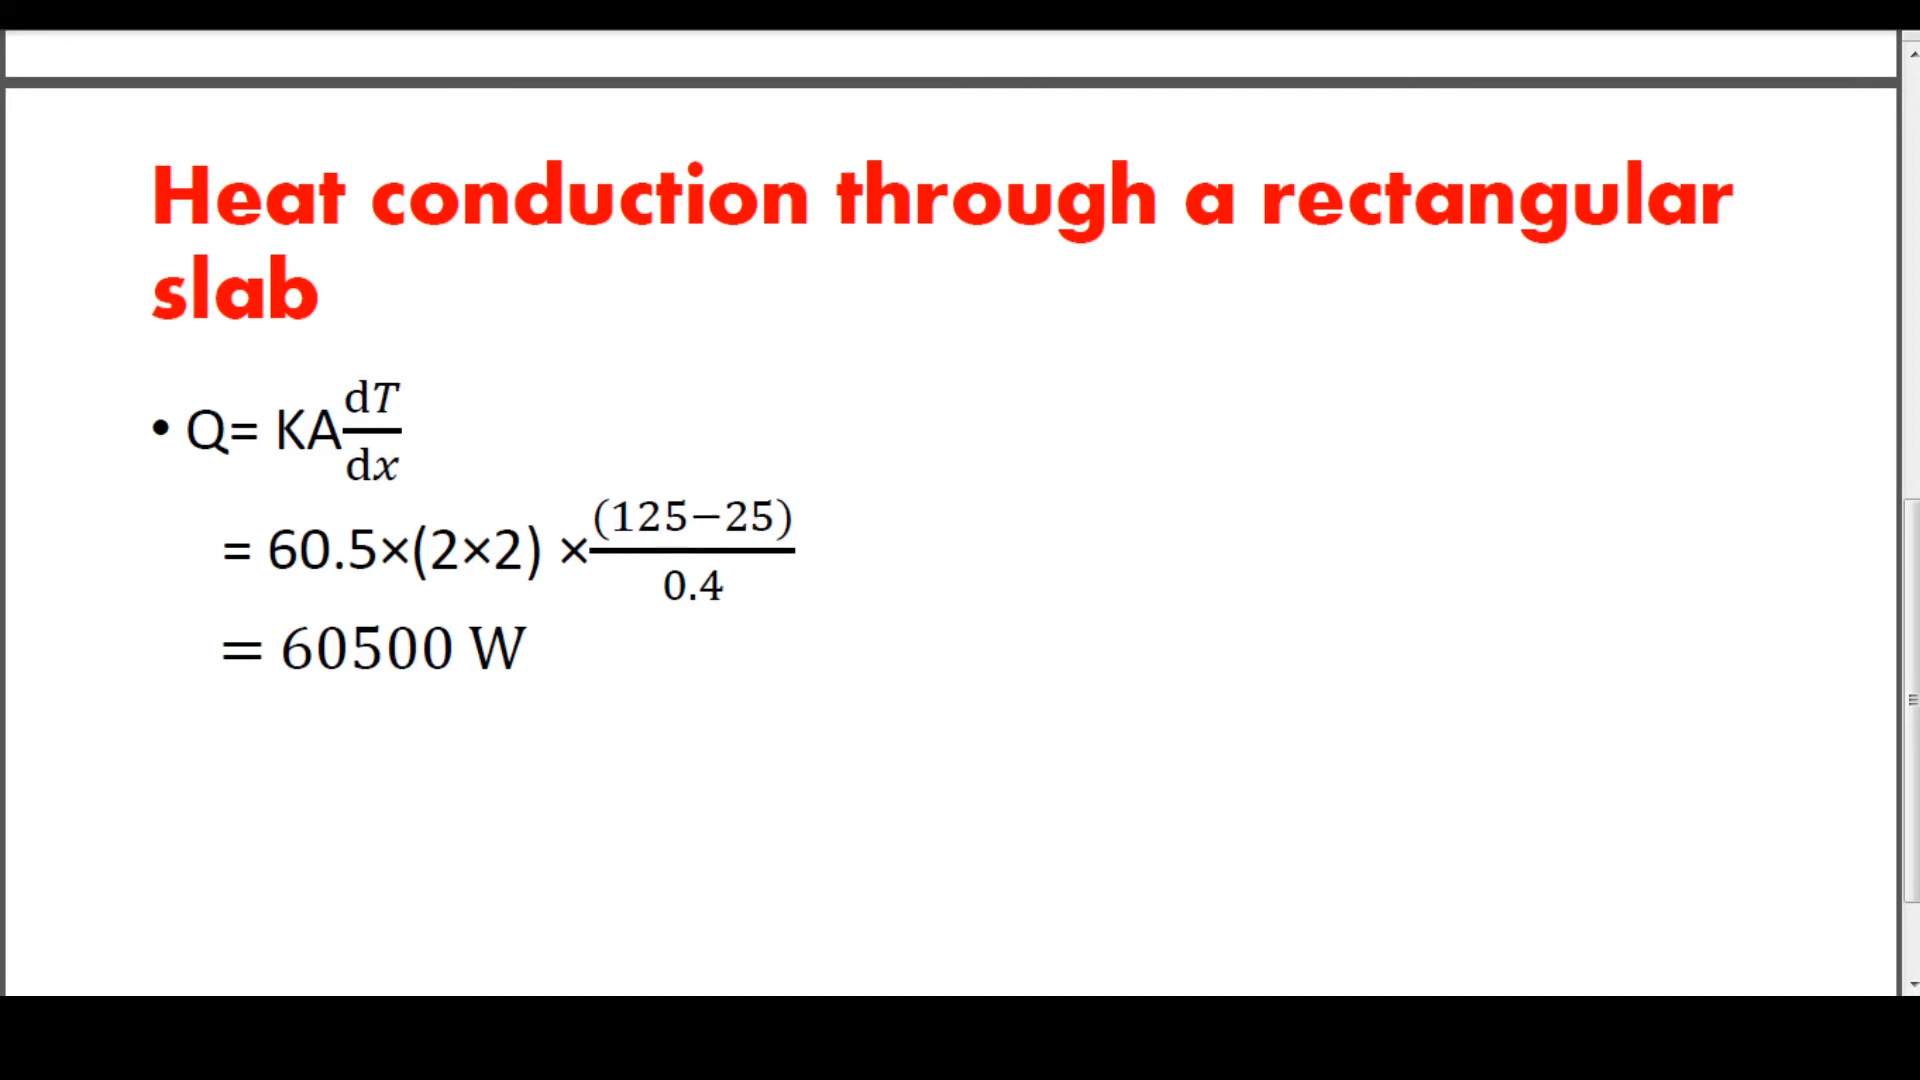 Heat conduction through a rectangular
slab
• Q= KA dT/dx
= 60.5×(2×2) × (125−25)/0.4
= 60500 W